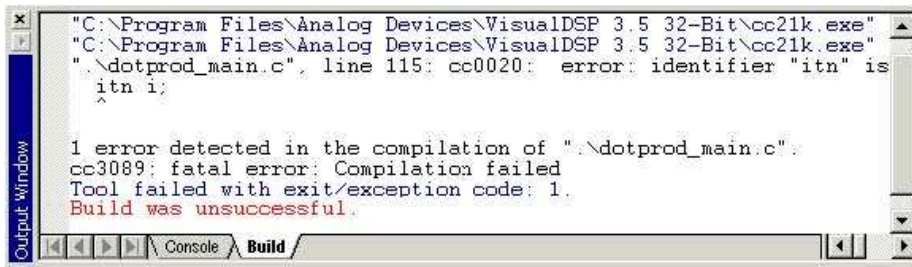 "C:\Program Files\Analog Devices\VisualDSP 3.5 32-Bit\cc21k.exe"
"C:\Program Files\Analog Devices\VisualDSP 3.5 32-Bit\cc21k.exe"
".\dotprod_main.c", line 115: cc0020:  error: identifier "itn" is
itn i;
^
1 error detected in the compilation of ".\dotprod_main.c".
cc3089: fatal error: Compilation failed
Tool failed with exit/exception code: 1.
Build was unsuccessful.
Output Window
Console Build